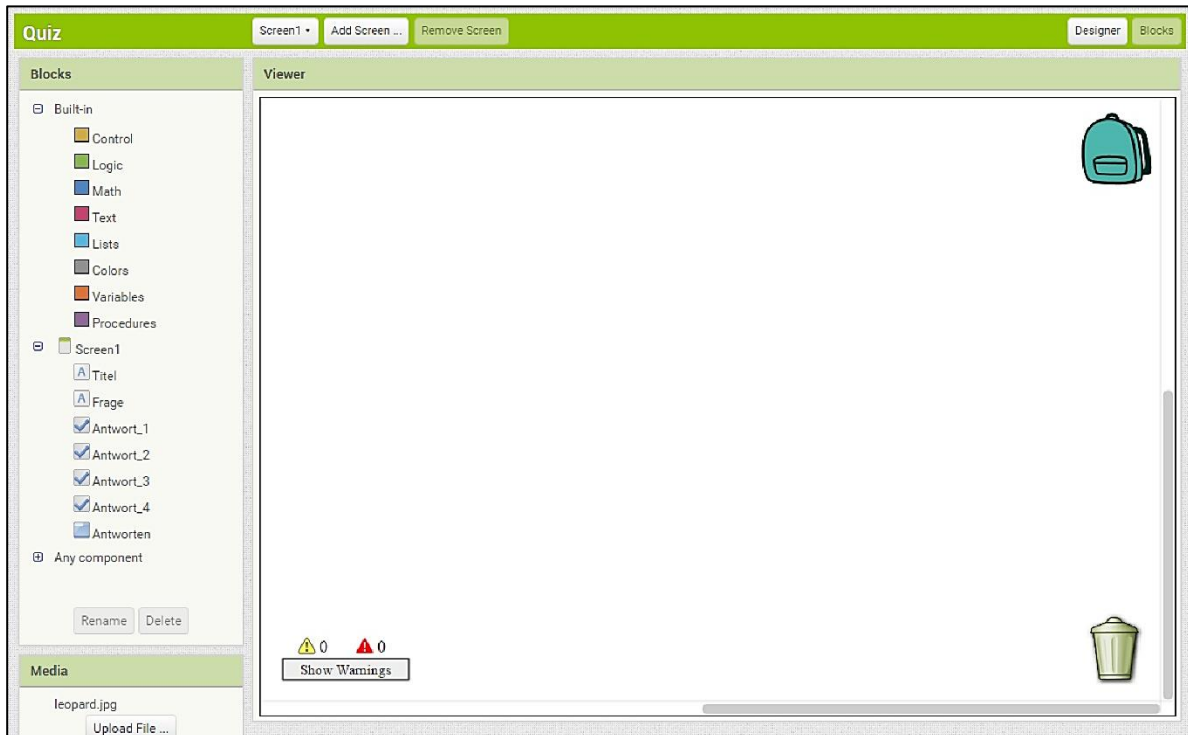 Quiz
Screen1
Add Screen ...
Remove Screen
Designer
Blocks
Blocks
Built-in
Control
Logic
Math
Text
Lists
Colors
Variables
Procedures
Screen1
A Titel
A Frage
Antwort_1
Antwort_2
Antwort_3
Antwort_4
Antworten
Any component
Rename
Delete
Media
leopard.jpg
Upload File ...
Viewer
0
0
Show Warnings